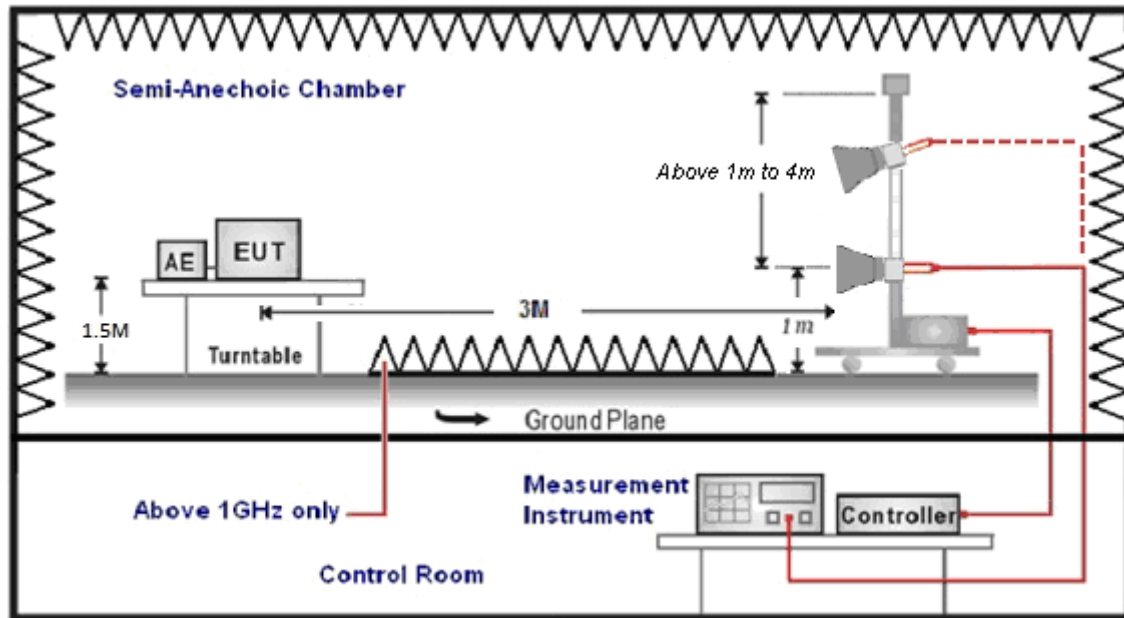 Semi-Anechoic Chamber
Above 1m to 4m
AE
EUT
1.5M
3M
1m
Turntable
Ground Plane
Above 1GHz only
Measurement
Instrument
Controller
Control Room